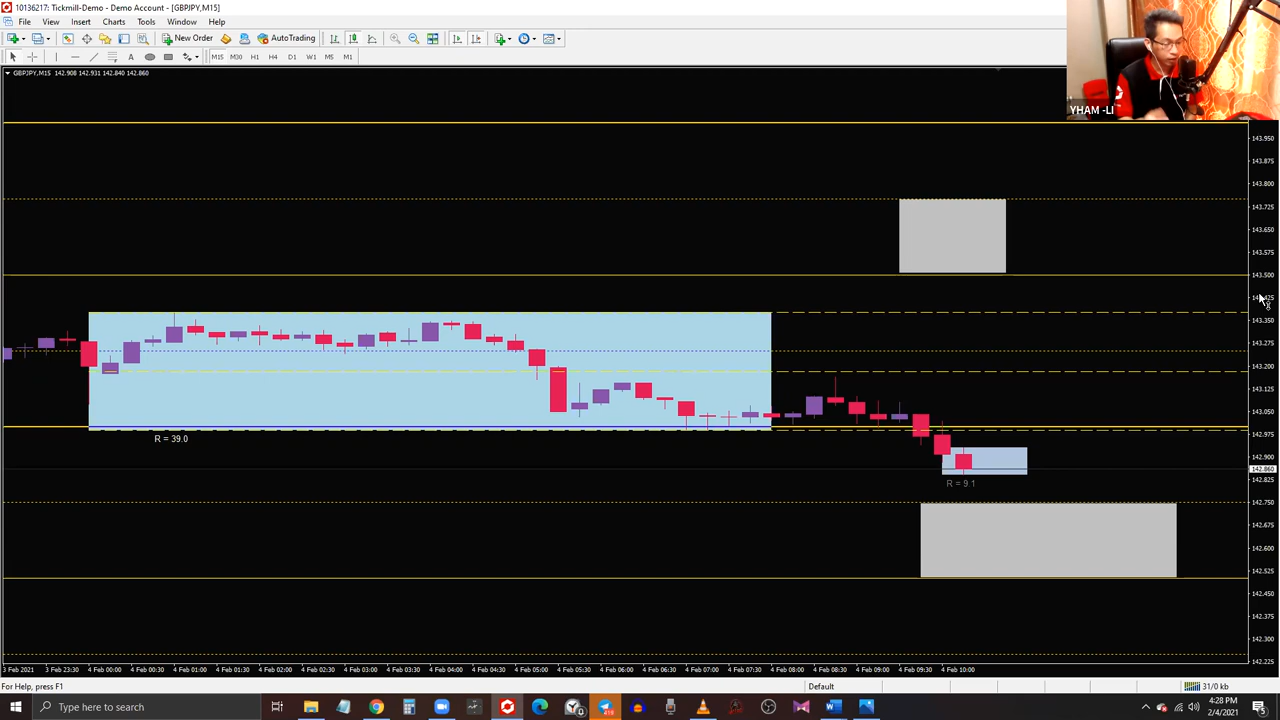 10136217: Tickmill-Demo - Demo Account - [GBPJPY,M15]
File View Insert Charts Tools Window Help
New Order AutoTrading
A M15 M30 H1 H4 D1 W1 M5 M1
GBPJPY,M15 142.908 142.931 142.840 142.860
YHAM -LI
143.950
143.875
143.800
143.725
143.650
143.575
143.500
143.425
143.350
143.275
143.200
143.125
143.050
142.975
R = 39.0
142.900
142.860
142.825
R = 9.1
142.750
142.675
142.600
142.525
142.450
142.375
142.300
142.225
3 Feb 2021 3 Feb 23:30 4 Feb 00:00 4 Feb 00:30 4 Feb 01:00 4 Feb 01:30 4 Feb 02:00 4 Feb 02:30 4 Feb 03:00 4 Feb 03:30 4 Feb 04:00 4 Feb 04:30 4 Feb 05:00 4 Feb 05:30 4 Feb 06:00 4 Feb 06:30 4 Feb 07:00 4 Feb 07:30 4 Feb 08:00 4 Feb 08:30 4 Feb 09:00 4 Feb 09:30 4 Feb 10:00
For Help, press F1 Default 31/0 kb
Type here to search 4:28 PM
2/4/2021